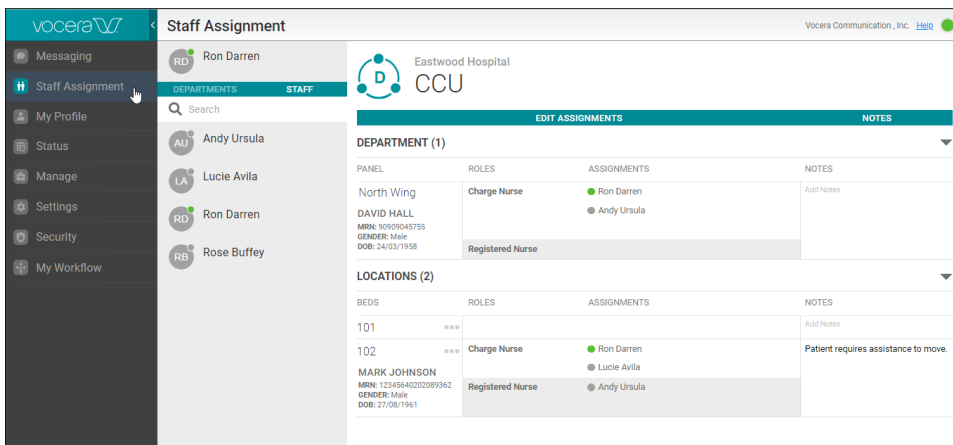 vocera
Staff Assignment
Vocera Communication , Inc. Help
Messaging
Staff Assignment
My Profile
Status
Manage
Settings
Security
My Workflow
RD Ron Darren
DEPARTMENTS STAFF
Search
AU Andy Ursula
LA Lucie Avila
RD Ron Darren
RB Rose Buffey
D
Eastwood Hospital
CCU
EDIT ASSIGNMENTS NOTES
DEPARTMENT (1)
PANEL ROLES ASSIGNMENTS NOTES
North Wing Charge Nurse Ron Darren Add Notes
Andy Ursula
DAVID HALL
MRN: 90909045755
GENDER: Male
DOB: 24/03/1958
Registered Nurse
LOCATIONS (2)
BEDS ROLES ASSIGNMENTS NOTES
101 Add Notes
102 Charge Nurse Ron Darren Patient requires assistance to move.
Lucie Avila
MARK JOHNSON
MRN: 12345640202089362 Registered Nurse Andy Ursula
GENDER: Male
DOB: 27/08/1961